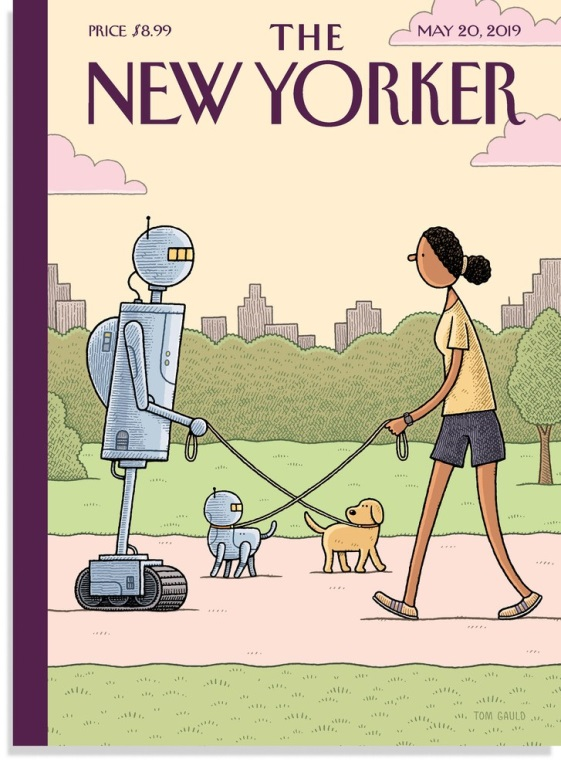 PRICE $8.99
THE
MAY 20, 2019
NEW YORKER
TOM GAULD